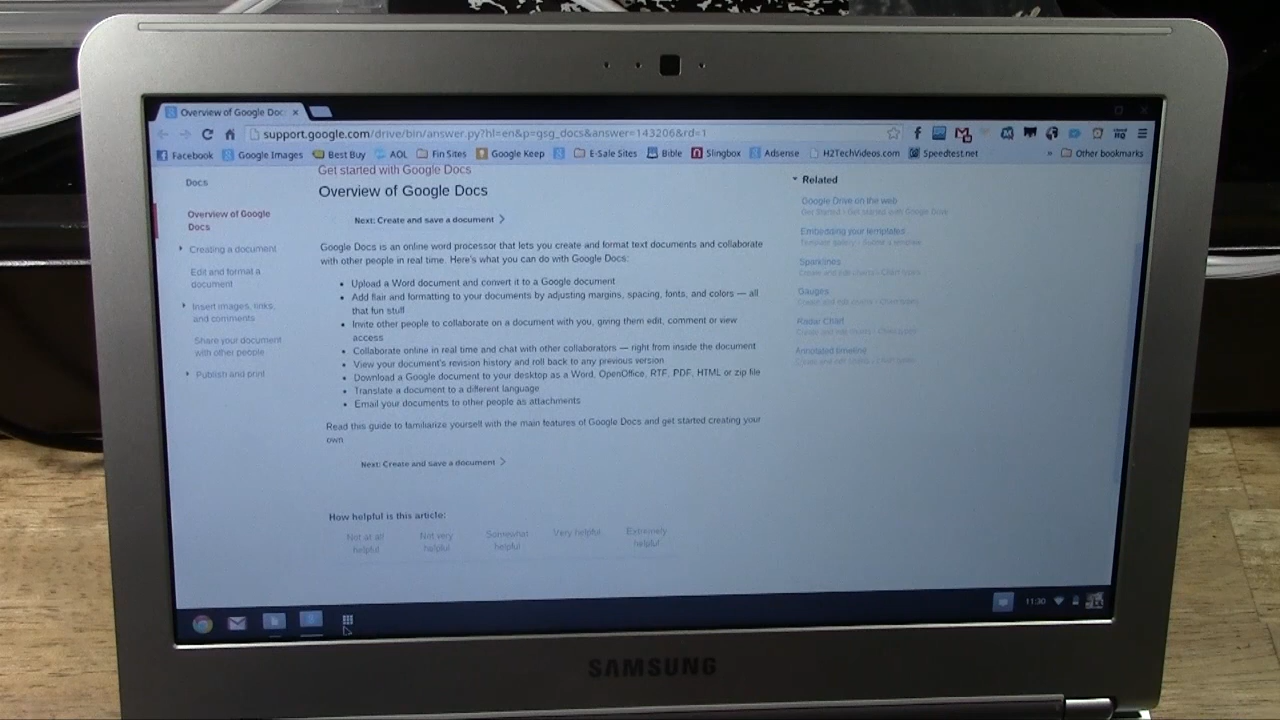 Overview of Google Doc
support.google.com/drive/bin/answer.py?hl=en&p=gsg_docs&answer=143206&rd=1
Facebook Google Images Best Buy AOL Fin Sites Google Keep E-Sale Sites Bible Slingbox Adsense H2TechVideos.com Speedtest.net » Other bookmarks
Docs
Overview of Google
Docs
Creating a document
Edit and format a
document
Insert images, links,
and comments
Share your document
with other people
Publish and print
Get started with Google Docs
Overview of Google Docs
Next: Create and save a document
Google Docs is an online word processor that lets you create and format text documents and collaborate
with other people in real time. Here's what you can do with Google Docs:
• Upload a Word document and convert it to a Google document
• Add flair and formatting to your documents by adjusting margins, spacing, fonts, and colors — all
that fun stuff
• Invite other people to collaborate on a document with you, giving them edit, comment or view
access
• Collaborate online in real time and chat with other collaborators — right from inside the document
• View your document's revision history and roll back to any previous version
• Download a Google document to your desktop as a Word, OpenOffice, RTF, PDF, HTML or zip file
• Translate a document to a different language
• Email your documents to other people as attachments
Read this guide to familiarize yourself with the main features of Google Docs and get started creating your
own
Next: Create and save a document
How helpful is this article:
Not at all
helpful
Not very
helpful
Somewhat
helpful
Very helpful
Extremely
helpful
Related
Google Drive on the web
Get Started › Get started with Google Drive
Embedding your templates
Sparklines
Gauges
Radar Chart
Annotated timeline
11:30
SAMSUNG